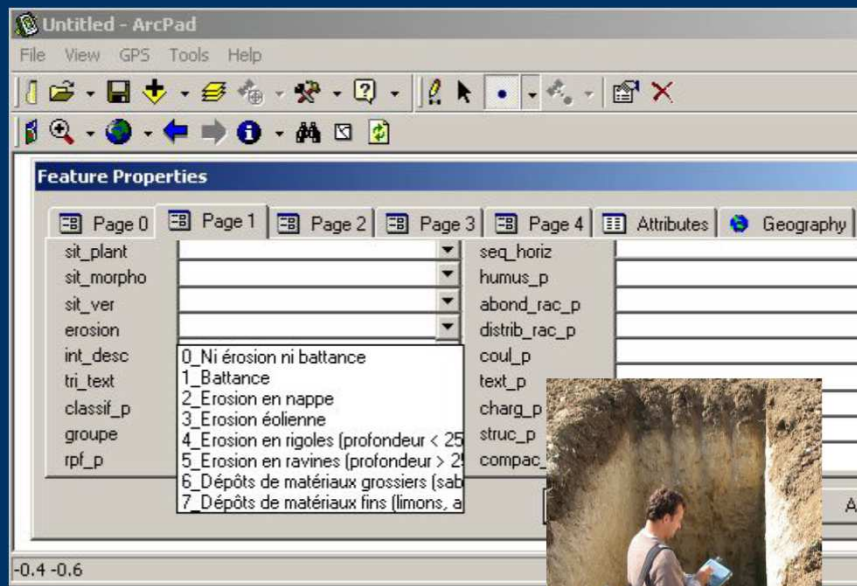 Untitled - ArcPad
File View GPS Tools Help
Feature Properties
Page 0 Page 1 Page 2 Page 3 Page 4 Attributes Geography
sit_plant seq_horiz
sit_morpho humus_p
sit_ver abond_rac_p
erosion distrib_rac_p
int_desc 0_Ni érosion ni battance coul_p
tri_text 1_Battance text_p
2_Erosion en nappe
classif_p 3_Erosion éolienne charg_p
groupe 4_Erosion en rigoles (profondeur < 25 struc_p
rpf_p 5_Erosion en ravines (profondeur > 25 compac_
6_Dépôts de matériaux grossiers (sab
7_Dépôts de matériaux fins (limons, a
A
-0.4 -0.6